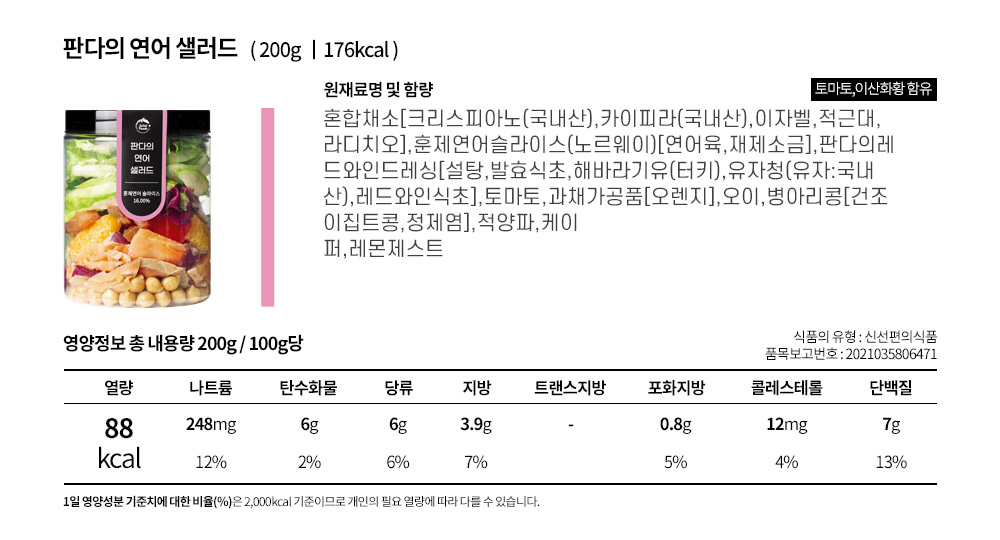 판다의 연어 샐러드 ( 200g | 176kcal )
원재료명 및 함량
토마토,이산화황 함유
혼합채소[크리스피아노(국내산),카이피라(국내산),이자벨,적근대,
라디치오],훈제연어슬라이스(노르웨이)[연어육,재제소금],판다의레
드와인드레싱[설탕,발효식초,해바라기유(터키),유자청(유자:국내
산),레드와인식초],토마토,과채가공품[오렌지],오이,병아리콩[건조
이집트콩,정제염],적양파,케이
퍼,레몬제스트
판다의
연어
샐러드
훈제연어 슬라이스
16.00%
영양정보 총 내용량 200g / 100g당
식품의 유형 : 신선편의식품
품목보고번호 : 2021035806471
열량 나트륨 탄수화물 당류 지방 트랜스지방 포화지방 콜레스테롤 단백질
88 kcal 248mg 6g 6g 3.9g - 0.8g 12mg 7g
12% 2% 6% 7% 5% 4% 13%
1일 영양성분 기준치에 대한 비율(%)은 2,000kcal 기준이므로 개인의 필요 열량에 따라 다를 수 있습니다.